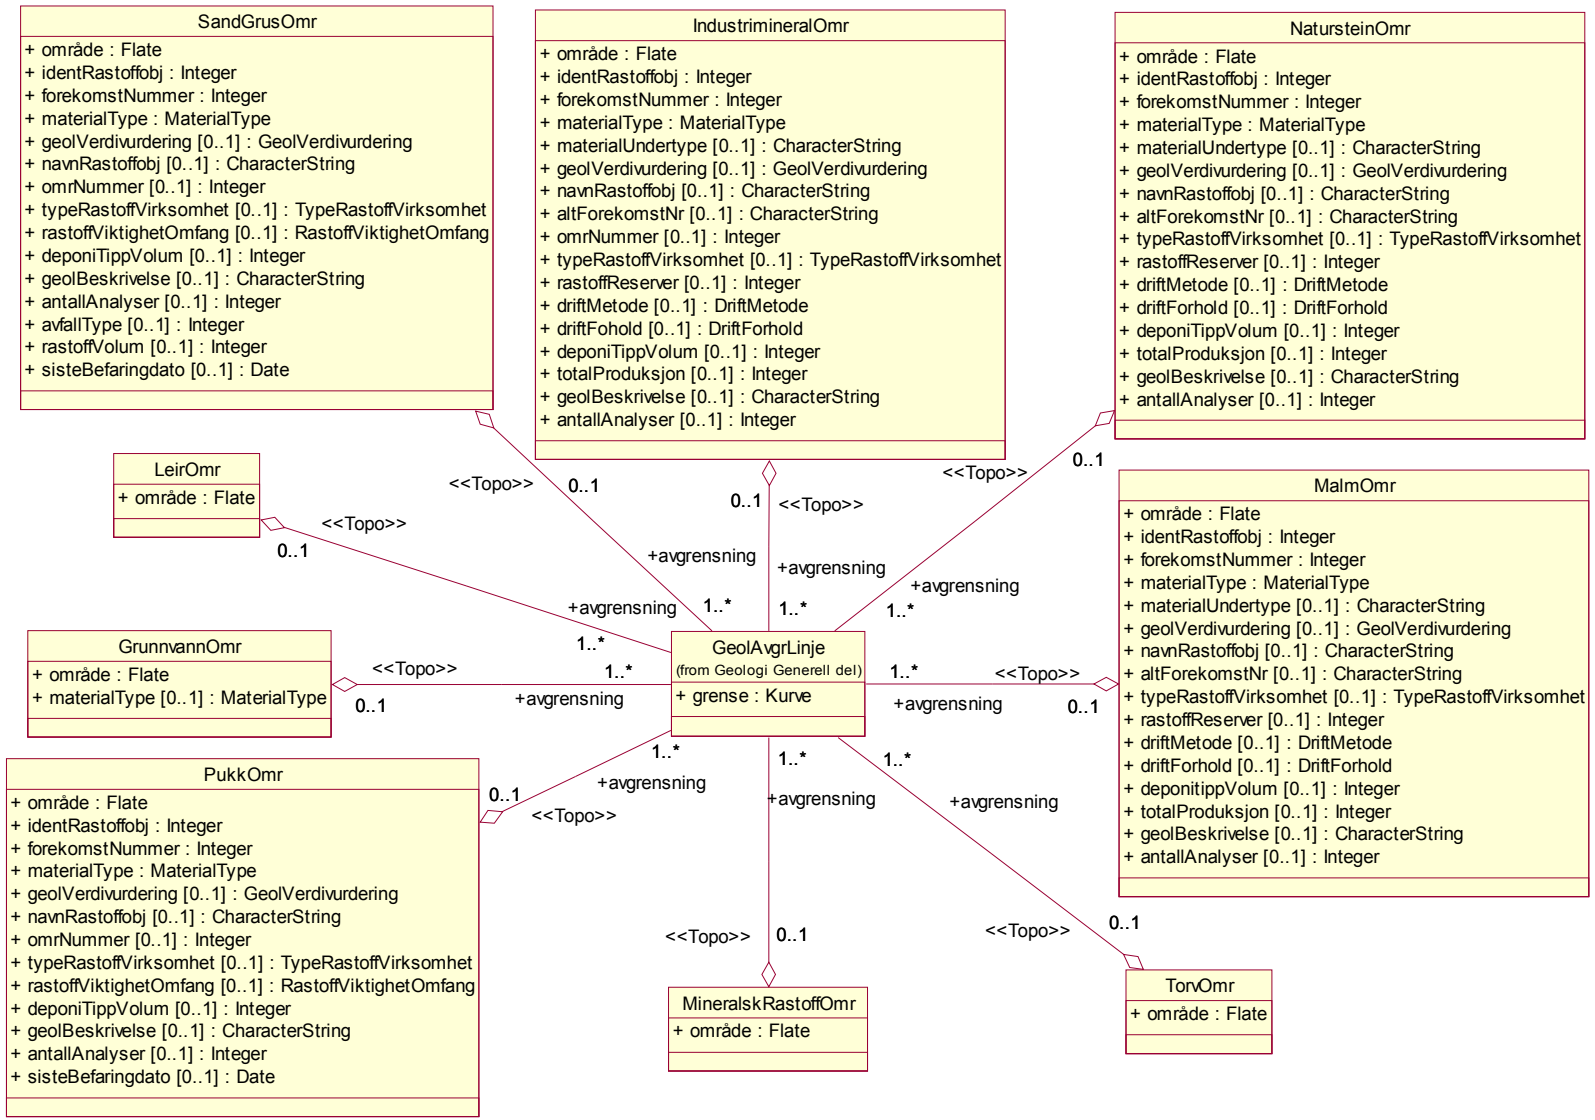 SandGrusOmr
+ område : Flate
+ identRastoffobj : Integer
+ forekomstNummer : Integer
+ materialType : MaterialType
+ geolVerdivurdering [0..1] : GeolVerdivurdering
+ navnRastoffobj [0..1] : CharacterString
+ omrNummer [0..1] : Integer
+ typeRastoffVirksomhet [0..1] : TypeRastoffVirksomhet
+ rastoffViktighetOmfang [0..1] : RastoffViktighetOmfang
+ deponiTippVolum [0..1] : Integer
+ geolBeskrivelse [0..1] : CharacterString
+ antallAnalyser [0..1] : Integer
+ avfallType [0..1] : Integer
+ rastoffVolum [0..1] : Integer
+ sisteBefaringdato [0..1] : Date
IndustrimineralOmr
+ område : Flate
+ identRastoffobj : Integer
+ forekomstNummer : Integer
+ materialType : MaterialType
+ materialUndertype [0..1] : CharacterString
+ geolVerdivurdering [0..1] : GeolVerdivurdering
+ navnRastoffobj [0..1] : CharacterString
+ altForekomstNr [0..1] : CharacterString
+ omrNummer [0..1] : Integer
+ typeRastoffVirksomhet [0..1] : TypeRastoffVirksomhet
+ rastoffReserver [0..1] : Integer
+ driftMetode [0..1] : DriftMetode
+ driftFohold [0..1] : DriftForhold
+ deponiTippVolum [0..1] : Integer
+ totalProduksjon [0..1] : Integer
+ geolBeskrivelse [0..1] : CharacterString
+ antallAnalyser [0..1] : Integer
NatursteinOmr
+ område : Flate
+ identRastoffobj : Integer
+ forekomstNummer : Integer
+ materialType : MaterialType
+ materialUndertype [0..1] : CharacterString
+ geolVerdivurdering [0..1] : GeolVerdivurdering
+ navnRastoffobj [0..1] : CharacterString
+ altForekomstNr [0..1] : CharacterString
+ typeRastoffVirksomhet [0..1] : TypeRastoffVirksomhet
+ rastoffReserver [0..1] : Integer
+ driftMetode [0..1] : DriftMetode
+ driftForhold [0..1] : DriftForhold
+ deponiTippVolum [0..1] : Integer
+ totalProduksjon [0..1] : Integer
+ geolBeskrivelse [0..1] : CharacterString
+ antallAnalyser [0..1] : Integer
<<Topo>>
0..1
+avgrensning
1..*
0..1
<<Topo>>
+avgrensning
1..*
<<Topo>>
0..1
+avgrensning
1..*
LeirOmr
+ område : Flate
<<Topo>>
0..1
+avgrensning
1..*
GrunnvannOmr
+ område : Flate
+ materialType [0..1] : MaterialType
<<Topo>>
0..1
1..*
+avgrensning
GeolAvgrLinje
(from Geologi Generell del)
+ grense : Kurve
1..*
+avgrensning
<<Topo>>
0..1
MalmOmr
+ område : Flate
+ identRastoffobj : Integer
+ forekomstNummer : Integer
+ materialType : MaterialType
+ materialUndertype [0..1] : CharacterString
+ geolVerdivurdering [0..1] : GeolVerdivurdering
+ navnRastoffobj [0..1] : CharacterString
+ altForekomstNr [0..1] : CharacterString
+ typeRastoffVirksomhet [0..1] : TypeRastoffVirksomhet
+ rastoffReserver [0..1] : Integer
+ driftMetode [0..1] : DriftMetode
+ driftForhold [0..1] : DriftForhold
+ deponitippVolum [0..1] : Integer
+ totalProduksjon [0..1] : Integer
+ geolBeskrivelse [0..1] : CharacterString
+ antallAnalyser [0..1] : Integer
PukkOmr
+ område : Flate
+ identRastoffobj : Integer
+ forekomstNummer : Integer
+ materialType : MaterialType
+ geolVerdivurdering [0..1] : GeolVerdivurdering
+ navnRastoffobj [0..1] : CharacterString
+ omrNummer [0..1] : Integer
+ typeRastoffVirksomhet [0..1] : TypeRastoffVirksomhet
+ rastoffViktighetOmfang [0..1] : RastoffViktighetOmfang
+ deponiTippVolum [0..1] : Integer
+ geolBeskrivelse [0..1] : CharacterString
+ antallAnalyser [0..1] : Integer
+ sisteBefaringdato [0..1] : Date
1..*
+avgrensning
0..1
<<Topo>>
1..*
+avgrensning
<<Topo>>
0..1
MineralskRastoffOmr
+ område : Flate
1..*
+avgrensning
<<Topo>>
0..1
TorvOmr
+ område : Flate